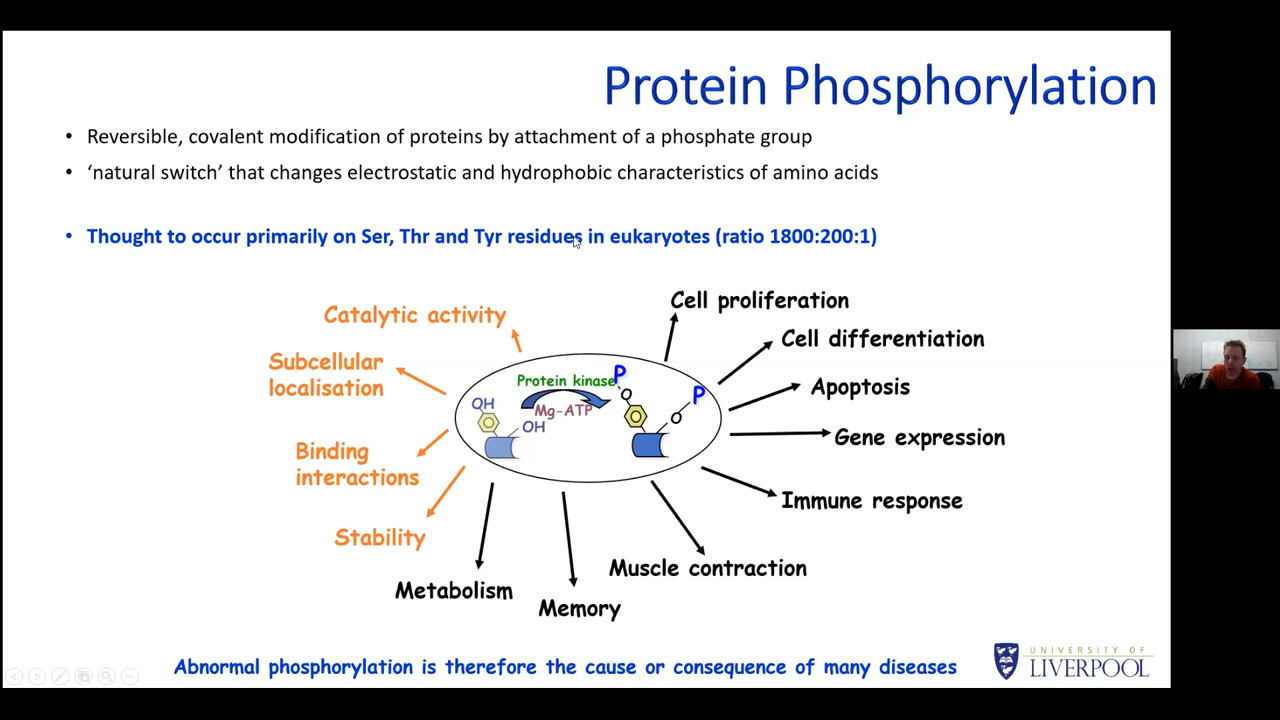 Protein Phosphorylation
• Reversible, covalent modification of proteins by attachment of a phosphate group
• ‘natural switch’ that changes electrostatic and hydrophobic characteristics of amino acids
• Thought to occur primarily on Ser, Thr and Tyr residues in eukaryotes (ratio 1800:200:1)
Catalytic activity
Subcellular
localisation
Binding
interactions
Stability
Protein kinase
Mg-ATP
OH
OH
P
O
P
O
Cell proliferation
Cell differentiation
Apoptosis
Gene expression
Immune response
Muscle contraction
Memory
Metabolism
Abnormal phosphorylation is therefore the cause or consequence of many diseases
UNIVERSITY OF
LIVERPOOL